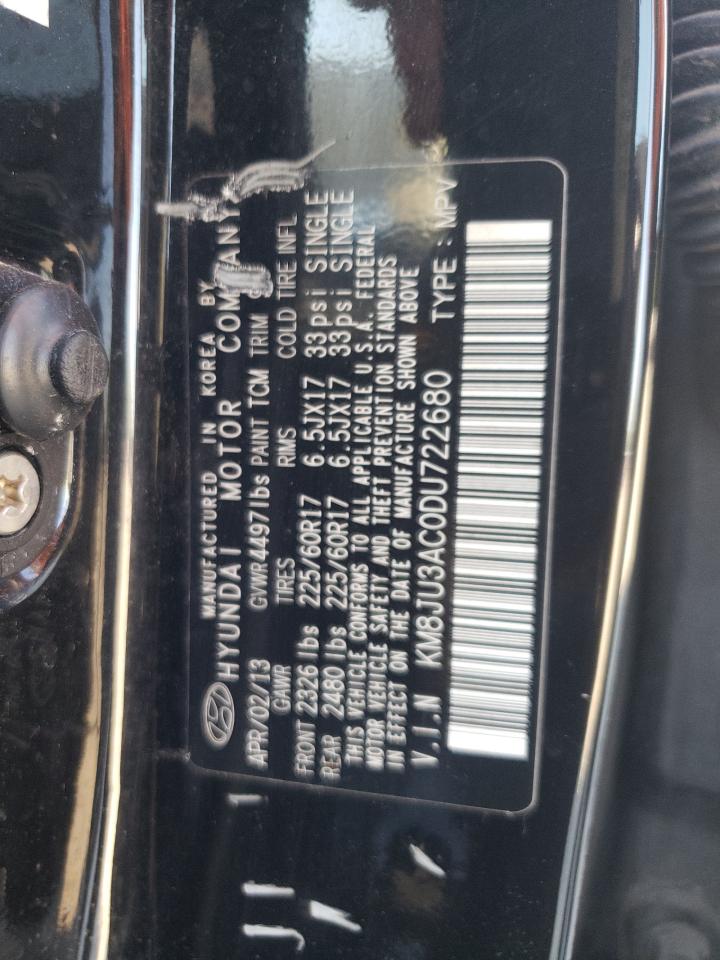 MANUFACTURED IN KOREA BY
HYUNDAI MOTOR COMPANY
APR/02/13 GVWR 4497lbs PAINT TCM TRIM
GAWR TIRES RIMS COLD TIRE INFL
FRONT 2326 lbs 225/60R17 6.5JX17 33psi SINGLE
REAR 2480 lbs 225/60R17 6.5JX17 33psi SINGLE
THIS VEHICLE CONFORMS TO ALL APPLICABLE U.S.A. FEDERAL
MOTOR VEHICLE SAFETY AND THEFT PREVENTION STANDARDS
IN EFFECT ON THE DATE OF MANUFACTURE SHOWN ABOVE
V.I.N KM8JU3AC0DU722680 TYPE : MPV